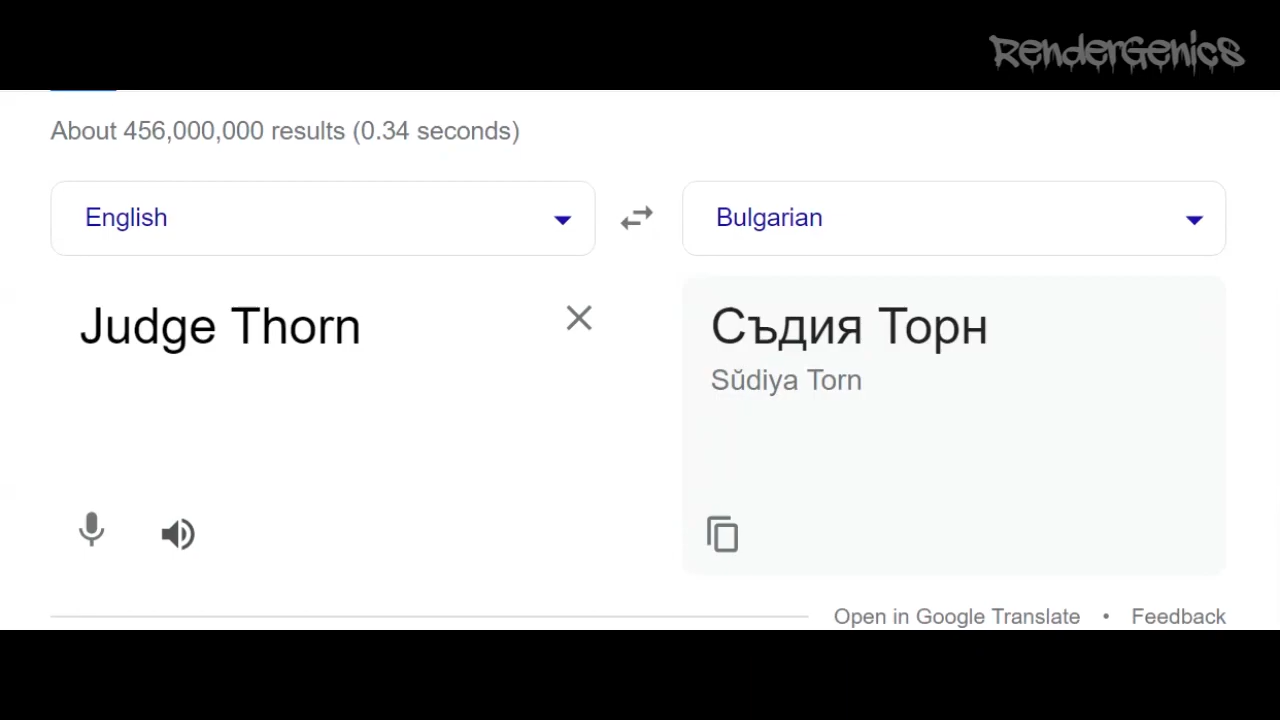 RenderGenics
About 456,000,000 results (0.34 seconds)
English
Bulgarian
Judge Thorn
Съдия Торн
Sŭdiya Torn
Open in Google Translate • Feedback